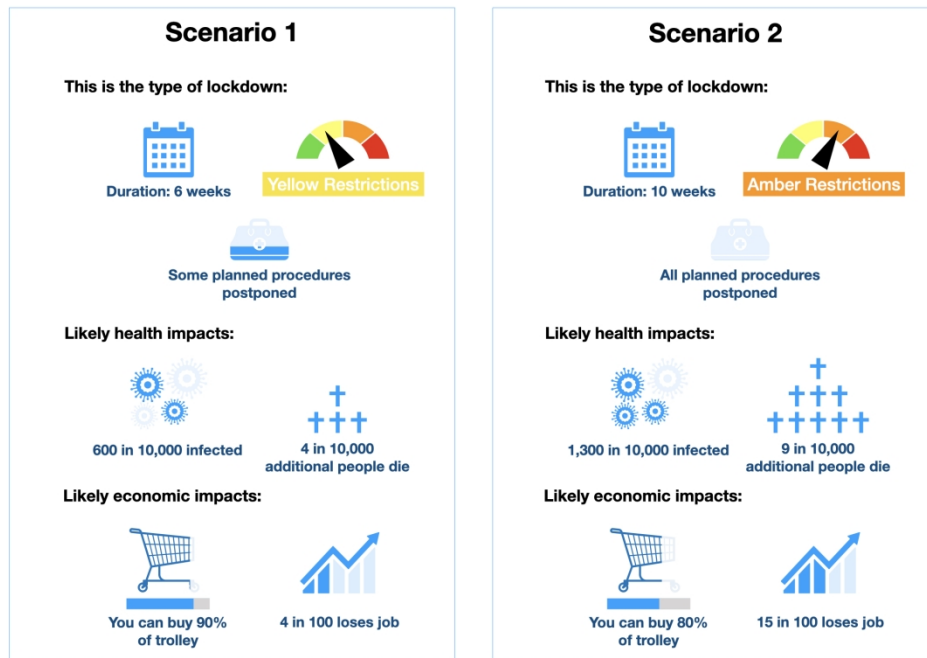 Scenario 1
This is the type of lockdown:
Duration: 6 weeks
Yellow Restrictions
Some planned procedures
postponed
Likely health impacts:
600 in 10,000 infected
4 in 10,000
additional people die
Likely economic impacts:
You can buy 90%
of trolley
4 in 100 loses job
Scenario 2
This is the type of lockdown:
Duration: 10 weeks
Amber Restrictions
All planned procedures
postponed
Likely health impacts:
1,300 in 10,000 infected
9 in 10,000
additional people die
Likely economic impacts:
You can buy 80%
of trolley
15 in 100 loses job